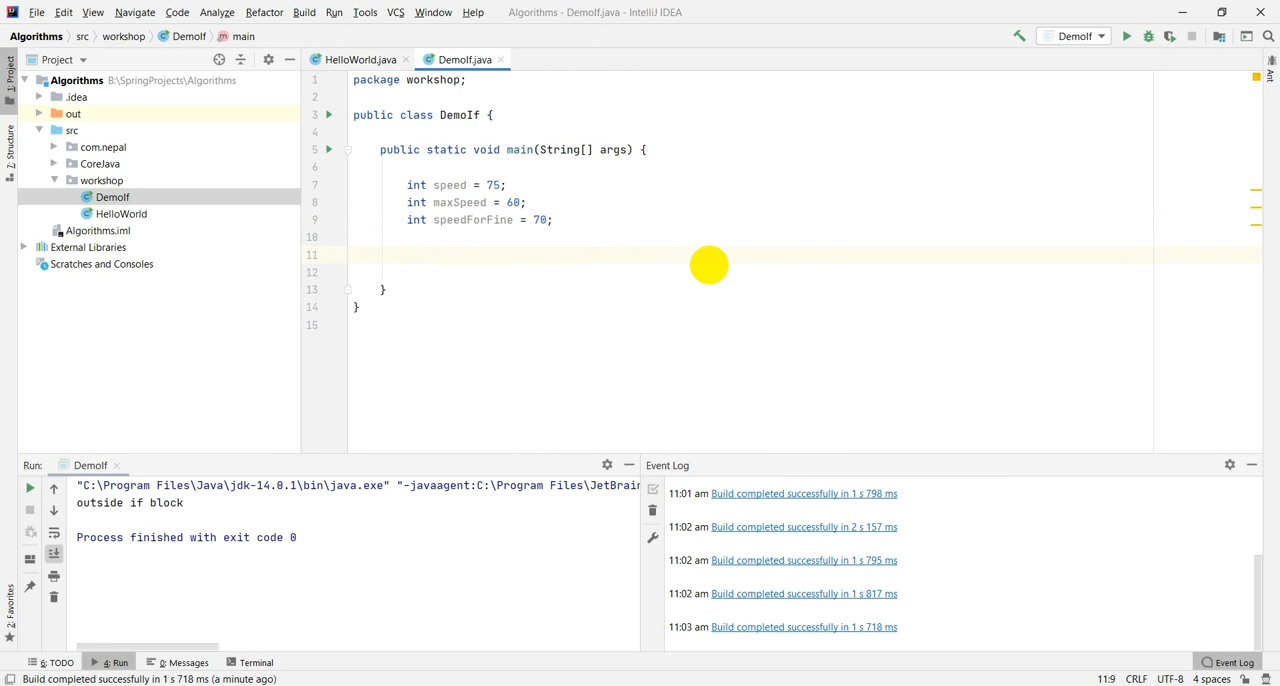 File Edit View Navigate Code Analyze Refactor Build Run Tools VCS Window Help Algorithms - DemoIf.java - IntelliJ IDEA
Algorithms src workshop DemoIf main DemoIf
1: Project
Z: Structure
2: Favorites
Ant
Project
Algorithms B:\SpringProjects\Algorithms
.idea
out
src
com.nepal
CoreJava
workshop
DemoIf
HelloWorld
Algorithms.iml
External Libraries
Scratches and Consoles
HelloWorld.java DemoIf.java
1 package workshop;
2
3 public class DemoIf {
4
5 public static void main(String[] args) {
6
7 int speed = 75;
8 int maxSpeed = 60;
9 int speedForFine = 70;
10
11
12
13 }
14 }
15
Run: DemoIf
"C:\Program Files\Java\jdk-14.0.1\bin\java.exe" "-javaagent:C:\Program Files\JetBrain
outside if block
Process finished with exit code 0
Event Log
11:01 am Build completed successfully in 1 s 798 ms
11:02 am Build completed successfully in 2 s 157 ms
11:02 am Build completed successfully in 1 s 795 ms
11:02 am Build completed successfully in 1 s 817 ms
11:03 am Build completed successfully in 1 s 718 ms
6: TODO 4: Run 0: Messages Terminal Event Log
Build completed successfully in 1 s 718 ms (a minute ago) 11:9 CRLF UTF-8 4 spaces